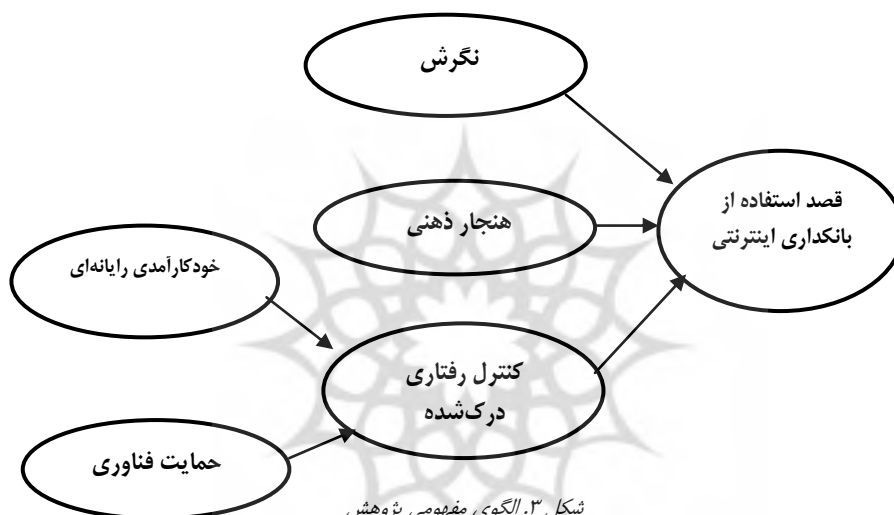 نگرش
قصد استفاده از
بانکداری اینترنتی
هنجار ذهنی
خودکارآمدی رایانه‌ای
کنترل رفتاری
درک‌شده
حمایت فناوری
شکل ۳. الگوی مفهومی پژوهش